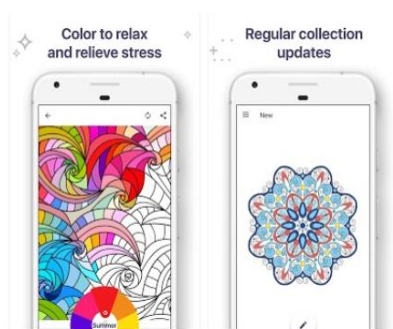 Color to relax
and relieve stress
Summer
Regular collection
updates
New